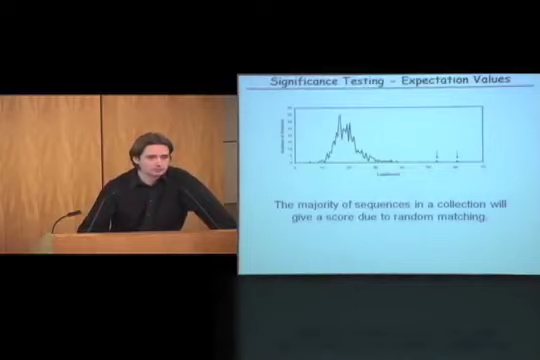 Significance Testing – Expectation Values
The majority of sequences in a collection will
give a score due to random matching.